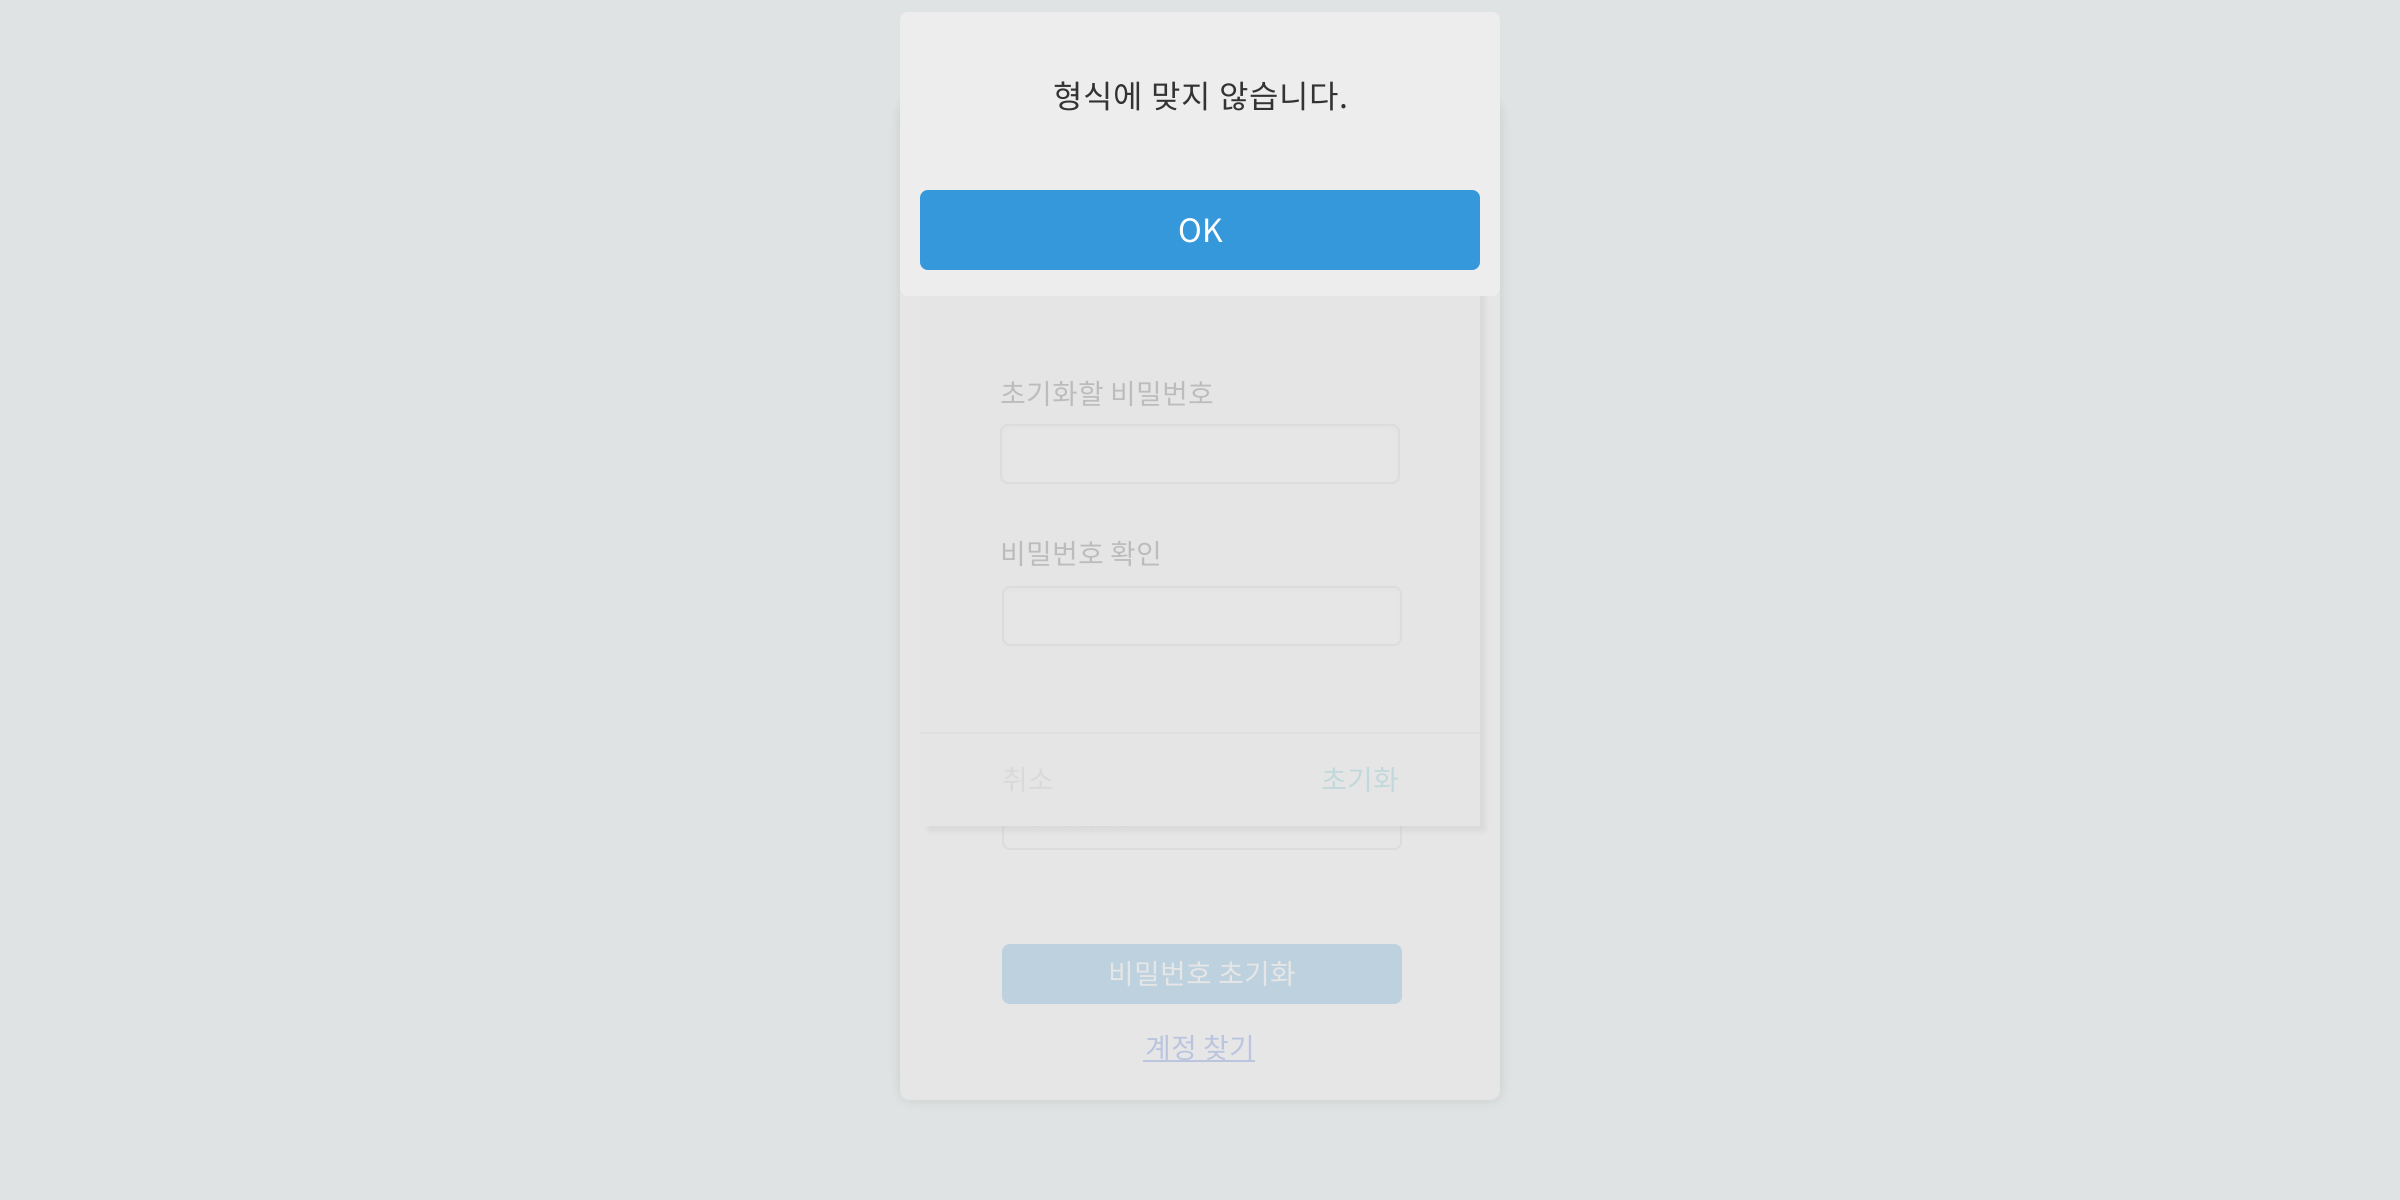 형식에 맞지 않습니다.
OK
초기화할 비밀번호
비밀번호 확인
취소
초기화
비밀번호 초기화
계정 찾기